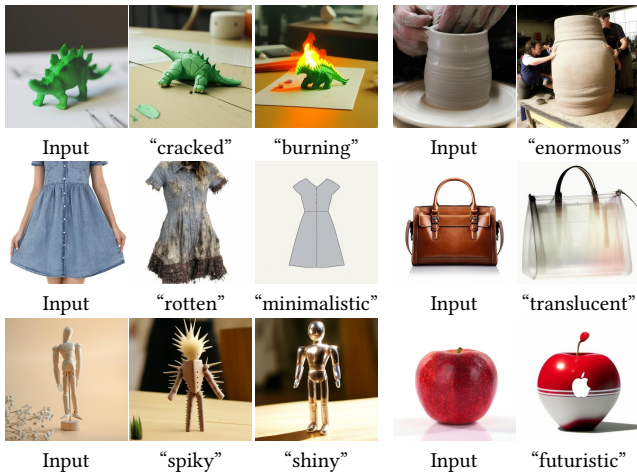 Input “cracked” “burning” Input “enormous”
Input “rotten” “minimalistic” Input “translucent”
Input “spiky” “shiny” Input “futuristic”